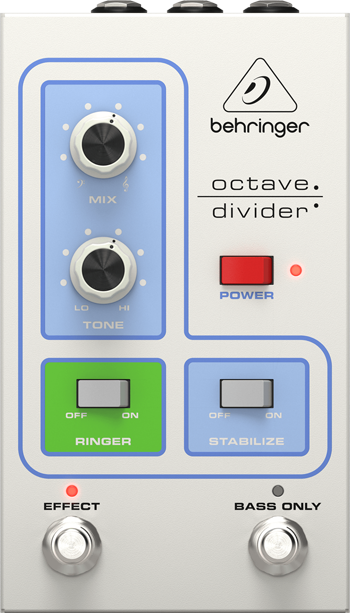 behringer
octave.
divider
MIX
LO HI
TONE
POWER
OFF ON
RINGER
OFF ON
STABILIZE
EFFECT
BASS ONLY